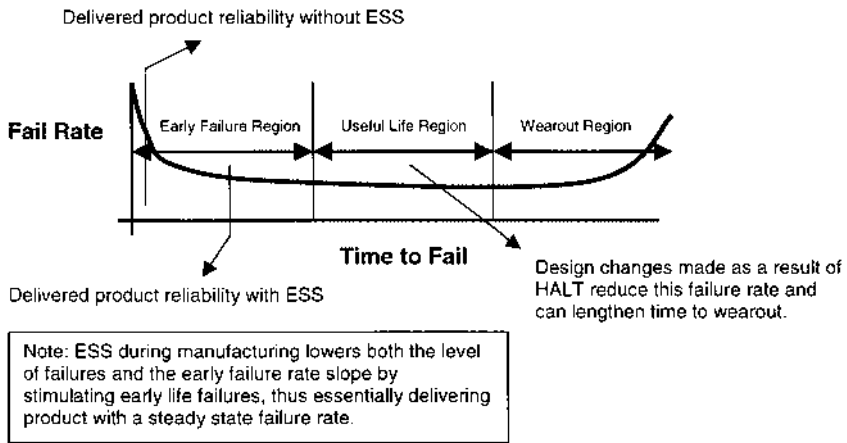 Delivered product reliability without ESS
Fail Rate
Early Failure Region
Useful Life Region
Wearout Region
Time to Fail
Delivered product reliability with ESS
Design changes made as a result of
HALT reduce this failure rate and
can lengthen time to wearout.
Note: ESS during manufacturing lowers both the level
of failures and the early failure rate slope by
stimulating early life failures, thus essentially delivering
product with a steady state failure rate.